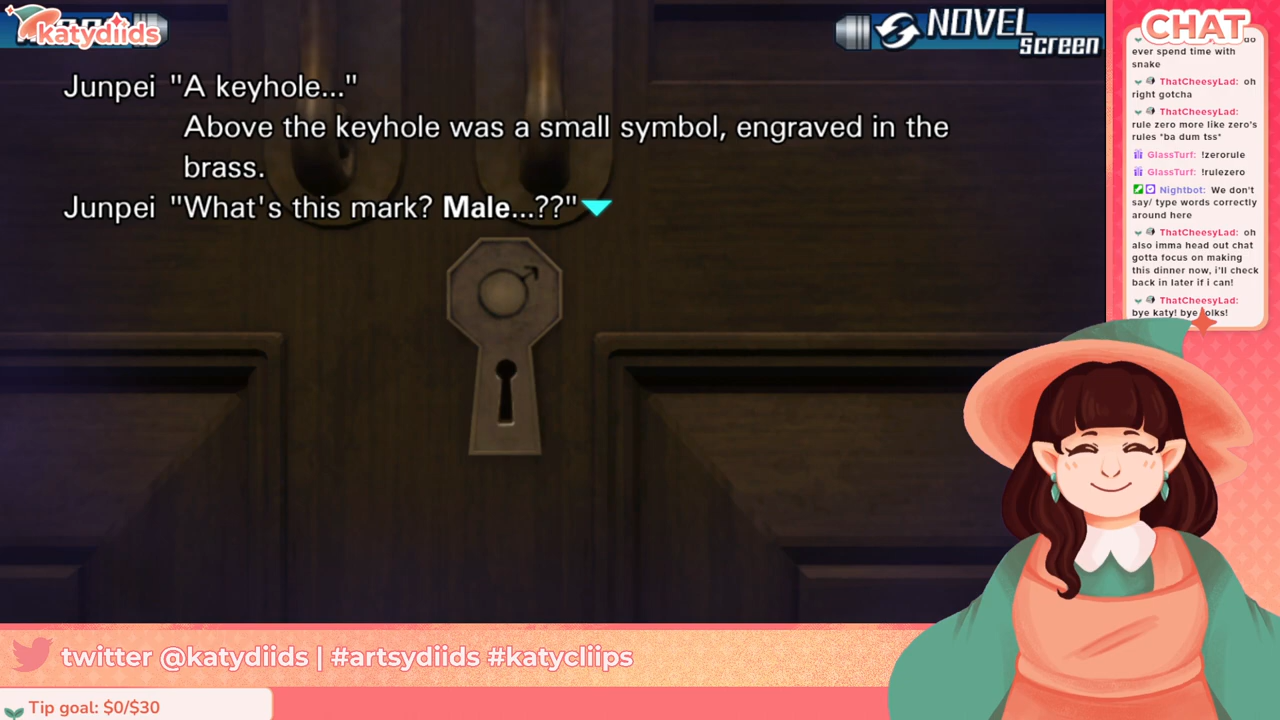 katydiids
NOVEL
Screen
Junpei "A keyhole..."
Above the keyhole was a small symbol, engraved in the
brass.
Junpei "What's this mark? Male...??"
CHAT
ever spend time with
snake
ThatCheesyLad: oh
right gotcha
ThatCheesyLad:
rule zero more like zero's
rules *ba dum tss*
GlassTurf: !zerorule
GlassTurf: !rulezero
Nightbot: We don't
say/ type words correctly
around here
ThatCheesyLad: oh
also imma head out chat
gotta focus on making
this dinner now, i'll check
back in later if i can!
ThatCheesyLad:
bye katy! bye
twitter @katydiids | #artsydiids #katycliips
Tip goal: $0/$30